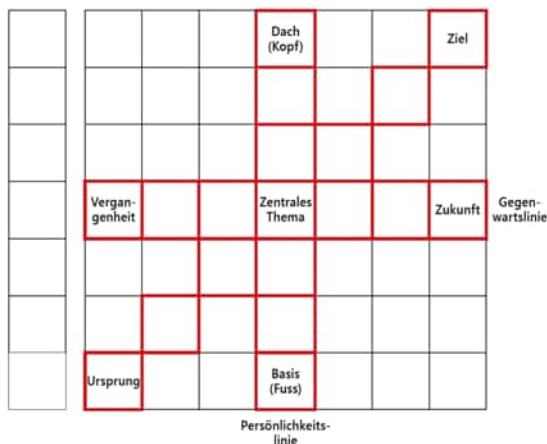 Dach
(Kopf)
Ziel
Vergan-
genheit
Zentrales
Thema
Zukunft
Gegen-
wartslinie
Ursprung
Basis
(Fuss)
Persönlichkeits-
linie